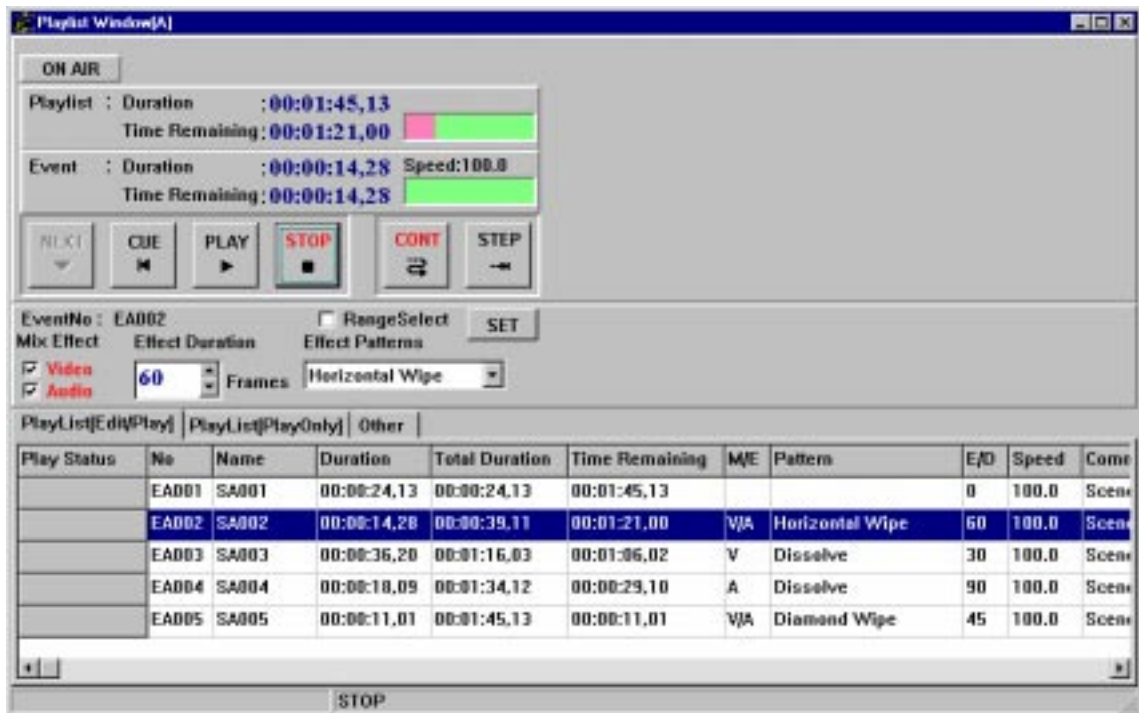 Playlist Window[A]
ON AIR
Playlist : Duration :00:01:45,13
Time Remaining:00:01:21,00
Event : Duration :00:00:14,28 Speed:100.0
Time Remaining:00:00:14,28
NEXT CUE PLAY STOP CONT STEP
EventNo : EA002 RangeSelect SET
Mix Effect Effect Duration Effect Patterns
Video
60 Frames Horizontal Wipe
Audio
PlayList[Edit/Play] PlayList[PlayOnly] Other
Play Status No Name Duration Total Duration Time Remaining M/E Pattern E/D Speed Come
EA001 SA001 00:00:24,13 00:00:24,13 00:01:45,13 0 100.0 Scene
EA002 SA002 00:00:14,28 00:00:39,11 00:01:21,00 V/A Horizontal Wipe 60 100.0 Scene
EA003 SA003 00:00:36,20 00:01:16,03 00:01:06,02 V Dissolve 30 100.0 Scene
EA004 SA004 00:00:18,09 00:01:34,12 00:00:29,10 A Dissolve 90 100.0 Scene
EA005 SA005 00:00:11,01 00:01:45,13 00:00:11,01 V/A Diamond Wipe 45 100.0 Scene
STOP